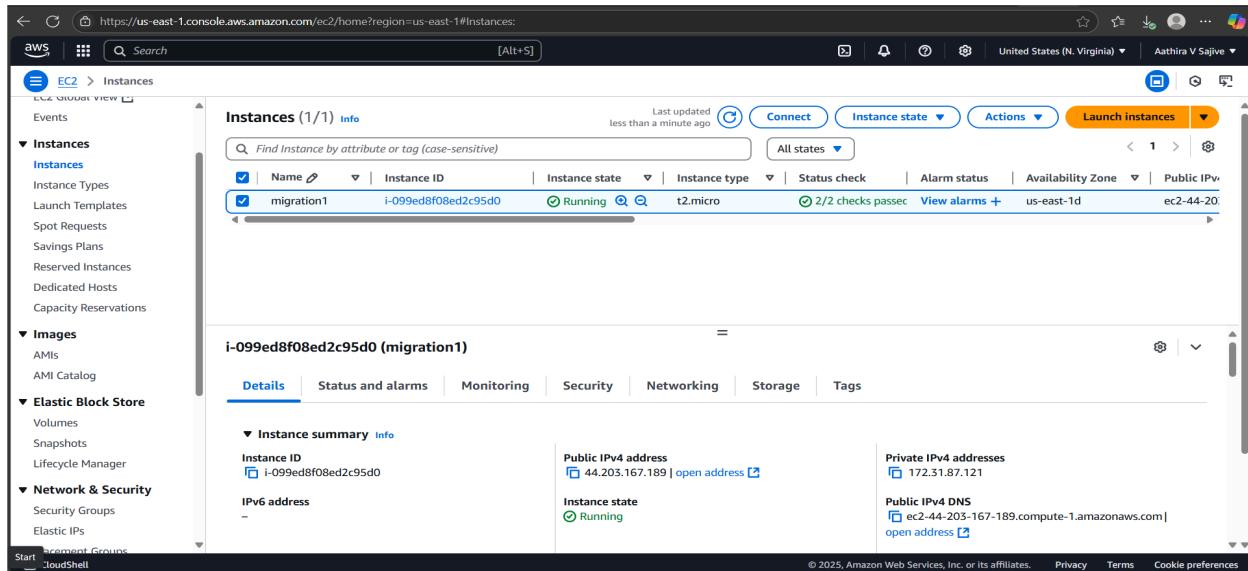 https://us-east-1.console.aws.amazon.com/ec2/home?region=us-east-1#Instances:
aws Search [Alt+S] United States (N. Virginia) Aathira V Sajive
EC2 > Instances
EC2 Global View
Events
Instances
Instances
Instance Types
Launch Templates
Spot Requests
Savings Plans
Reserved Instances
Dedicated Hosts
Capacity Reservations
Images
AMIs
AMI Catalog
Elastic Block Store
Volumes
Snapshots
Lifecycle Manager
Network & Security
Security Groups
Elastic IPs
Placement Groups
Start
CloudShell
Instances (1/1) Info
Last updated
less than a minute ago
Connect Instance state Actions Launch instances
Find Instance by attribute or tag (case-sensitive) All states 1
Name Instance ID Instance state Instance type Status check Alarm status Availability Zone Public IPv
migration1 i-099ed8f08ed2c95d0 Running t2.micro 2/2 checks passec View alarms + us-east-1d ec2-44-20
i-099ed8f08ed2c95d0 (migration1)
Details Status and alarms Monitoring Security Networking Storage Tags
Instance summary Info
Instance ID
i-099ed8f08ed2c95d0
IPv6 address
–
Public IPv4 address
44.203.167.189 | open address
Instance state
Running
Private IPv4 addresses
172.31.87.121
Public IPv4 DNS
ec2-44-203-167-189.compute-1.amazonaws.com |
open address
© 2025, Amazon Web Services, Inc. or its affiliates. Privacy Terms Cookie preferences